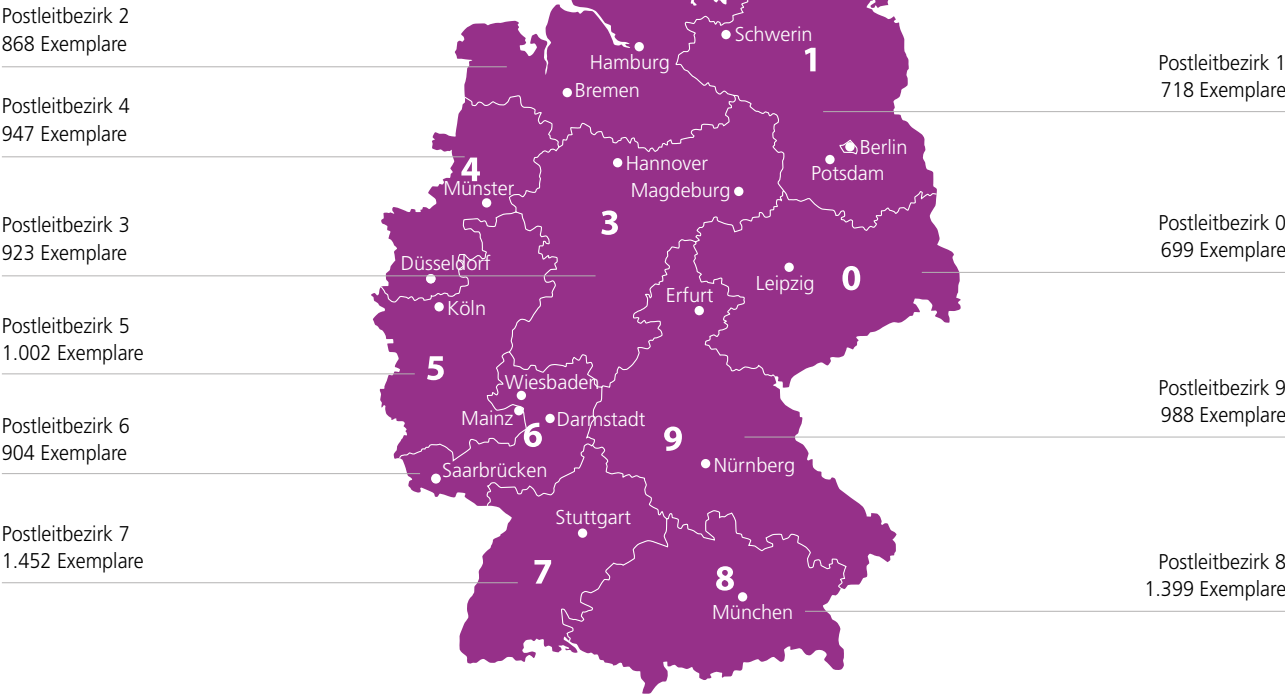 Postleitbezirk 2
868 Exemplare
Postleitbezirk 4
947 Exemplare
Postleitbezirk 3
923 Exemplare
Postleitbezirk 5
1.002 Exemplare
Postleitbezirk 6
904 Exemplare
Postleitbezirk 7
1.452 Exemplare
Schwerin
1
Hamburg
Bremen
Berlin
Potsdam
4
Münster
Hannover
Magdeburg
3
Düsseldorf
Köln
Leipzig
0
Erfurt
5
Wiesbaden
Mainz
Darmstadt
6
9
Saarbrücken
Nürnberg
Stuttgart
7
8
München
Postleitbezirk 1
718 Exemplare
Postleitbezirk 0
699 Exemplare
Postleitbezirk 9
988 Exemplare
Postleitbezirk 8
1.399 Exemplare